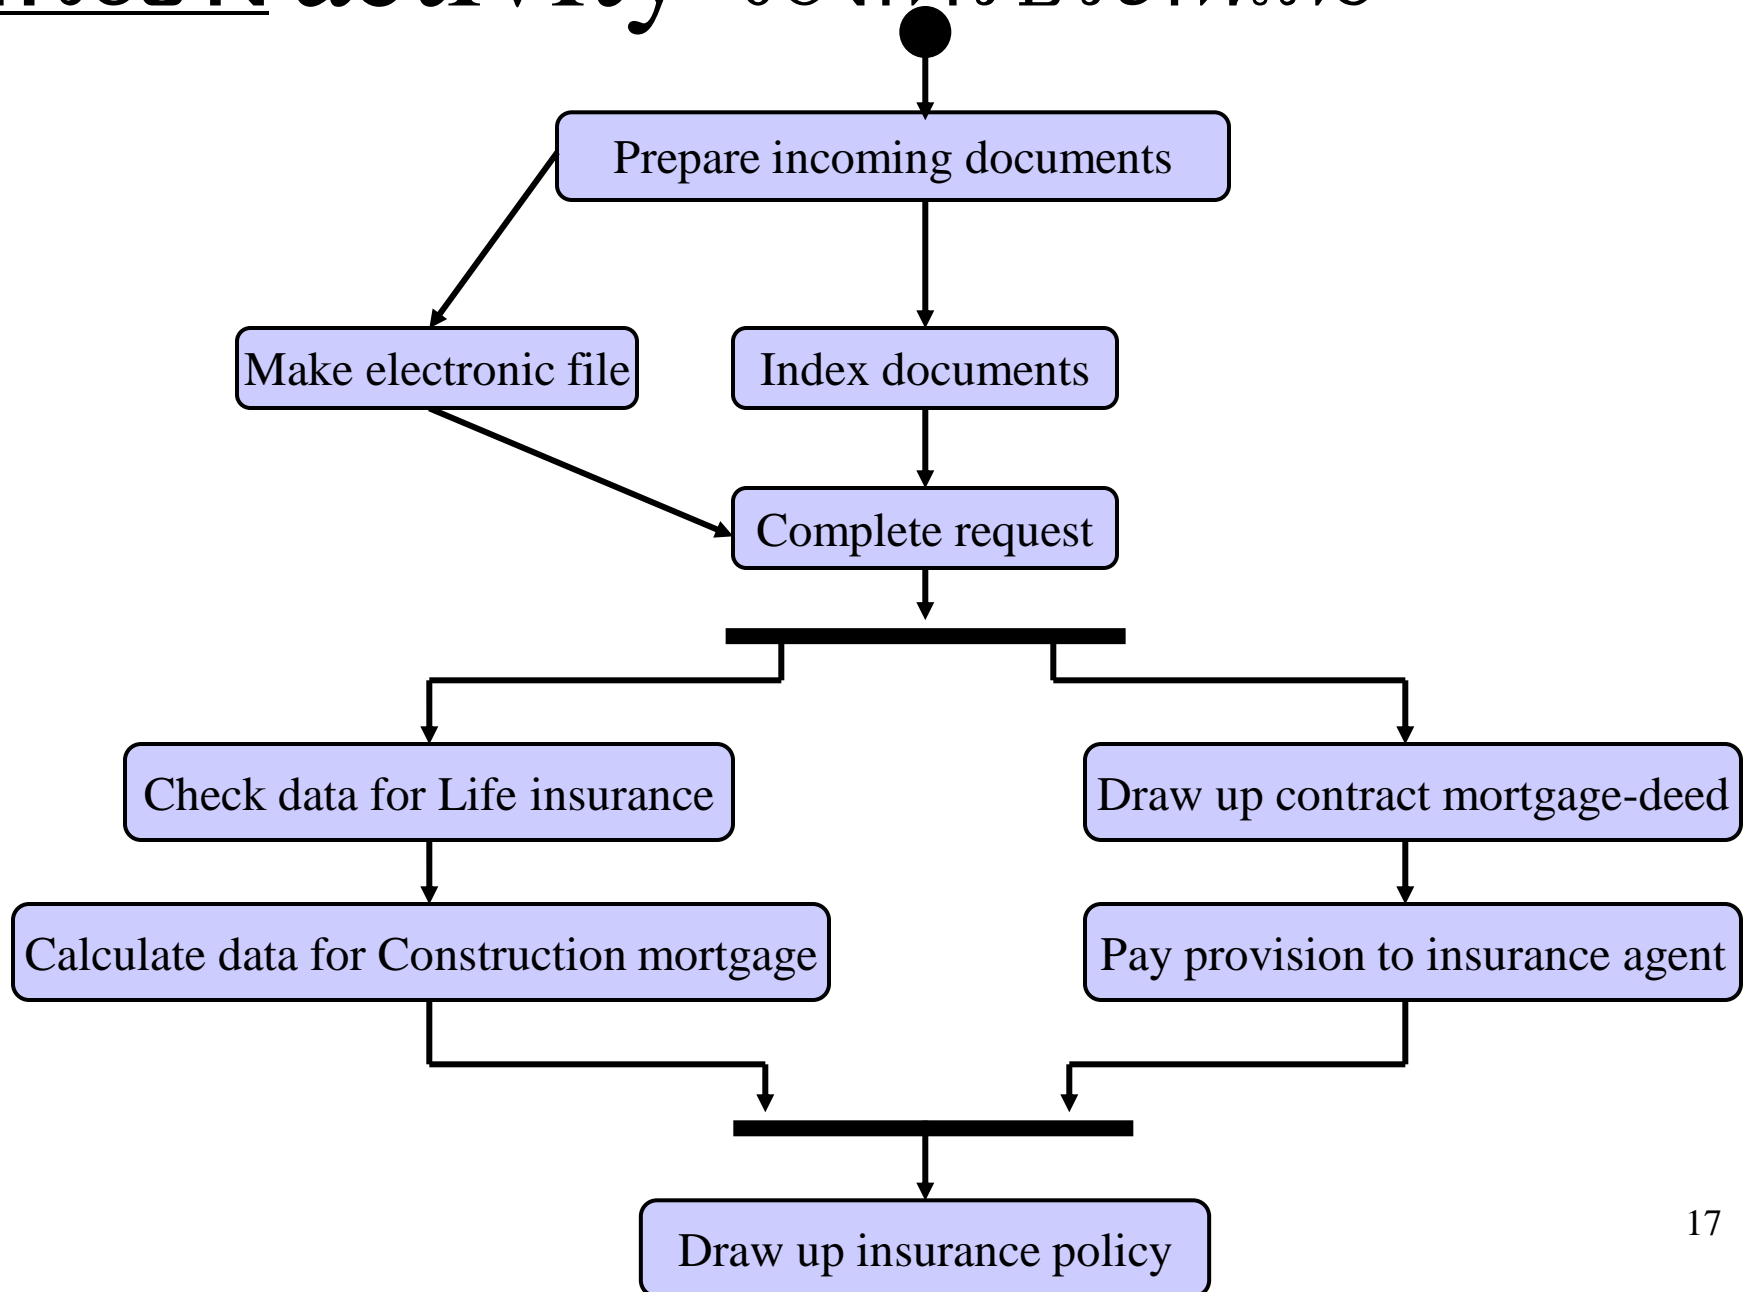 activity
Prepare incoming documents
Make electronic file
Index documents
Complete request
Check data for Life insurance
Draw up contract mortgage-deed
Calculate data for Construction mortgage
Pay provision to insurance agent
Draw up insurance policy
17